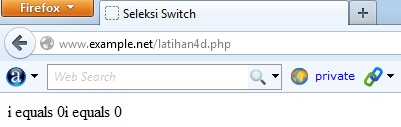 Firefox
Seleksi Switch
www.example.net/latihan4d.php
a Web Search private
i equals 0i equals 0